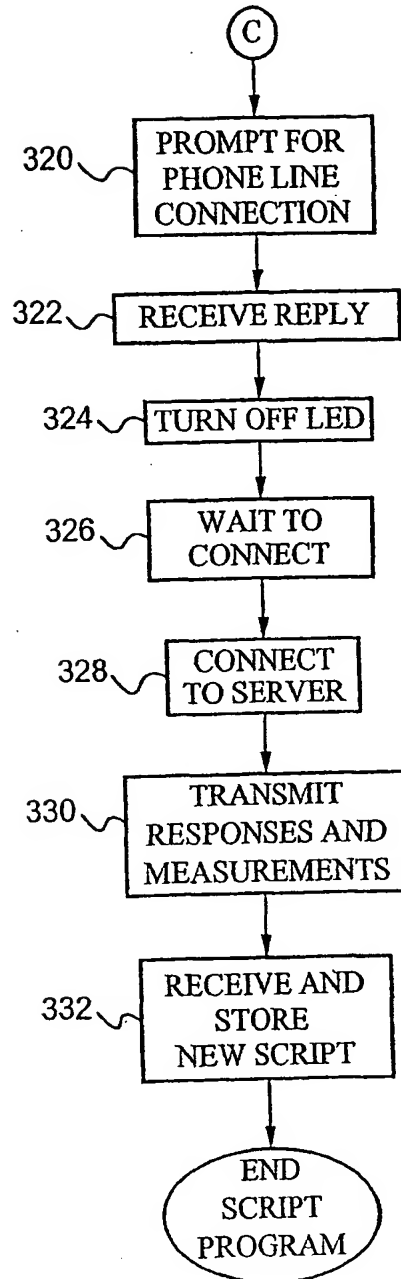 C
320
PROMPT FOR
PHONE LINE
CONNECTION
322
RECEIVE REPLY
324
TURN OFF LED
326
WAIT TO
CONNECT
328
CONNECT
TO SERVER
330
TRANSMIT
RESPONSES AND
MEASUREMENTS
332
RECEIVE AND
STORE
NEW SCRIPT
END
SCRIPT
PROGRAM